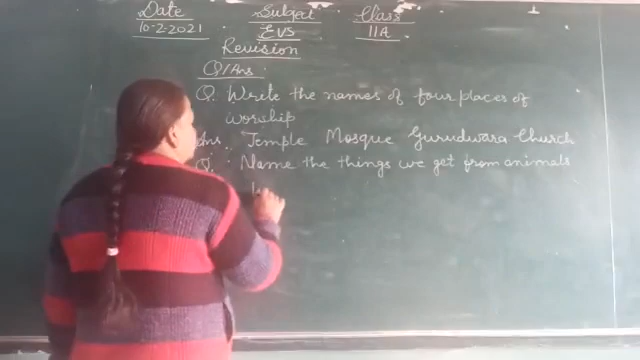 Date Subject Class
10-2-2021 EVS IIA
Revision
Q/Ans.
Q. Write the names of four places of
worship
Ans. Temple Mosque Gurudwara Church
Q. Name the things we get from animals